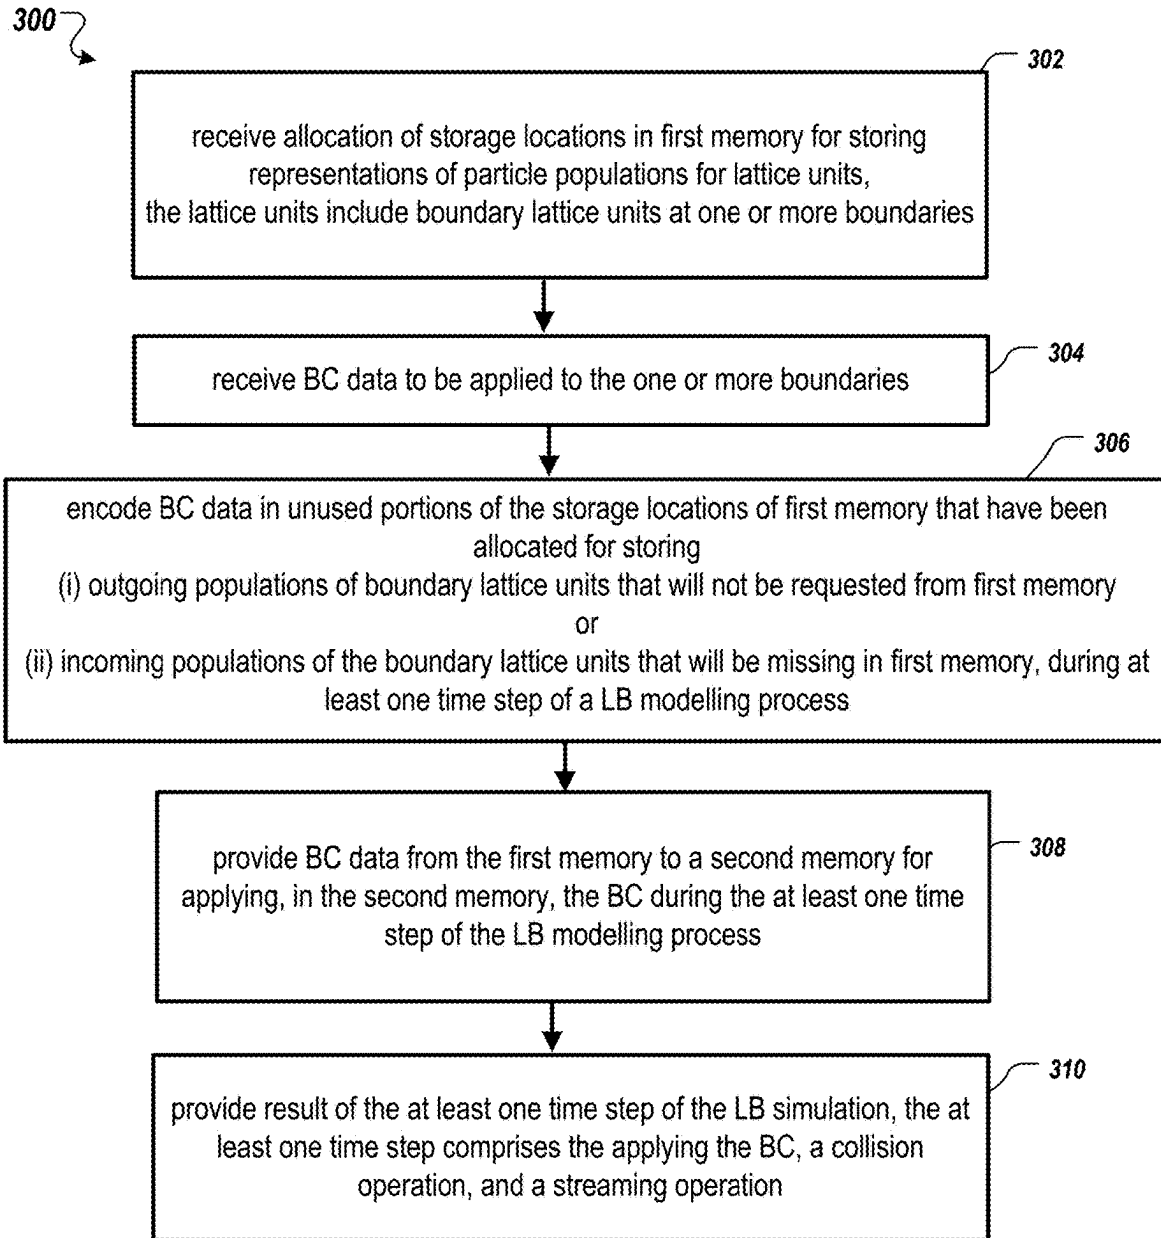 300
302
receive allocation of storage locations in first memory for storing
representations of particle populations for lattice units,
the lattice units include boundary lattice units at one or more boundaries
304
receive BC data to be applied to the one or more boundaries
306
encode BC data in unused portions of the storage locations of first memory that have been
allocated for storing
(i) outgoing populations of boundary lattice units that will not be requested from first memory
or
(ii) incoming populations of the boundary lattice units that will be missing in first memory, during at
least one time step of a LB modelling process
308
provide BC data from the first memory to a second memory for
applying, in the second memory, the BC during the at least one time
step of the LB modelling process
310
provide result of the at least one time step of the LB simulation, the at
least one time step comprises the applying the BC, a collision
operation, and a streaming operation